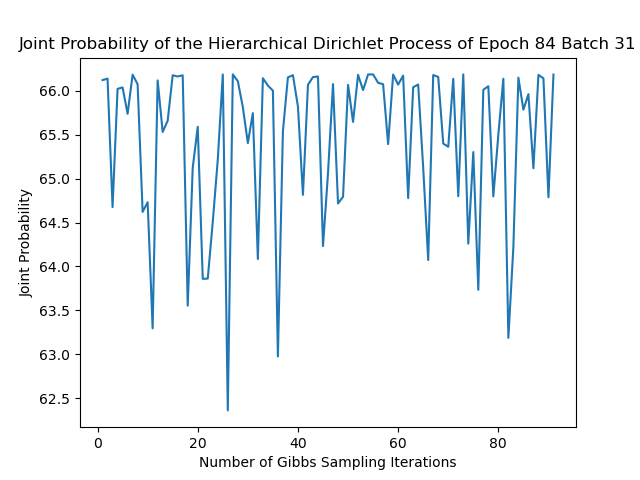 Joint Probability of the Hierarchical Dirichlet Process of Epoch 84 Batch 31
66.0
65.5
65.0
64.5
64.0
63.5
63.0
62.5
Joint Probability
0 20 40 60 80
Number of Gibbs Sampling Iterations